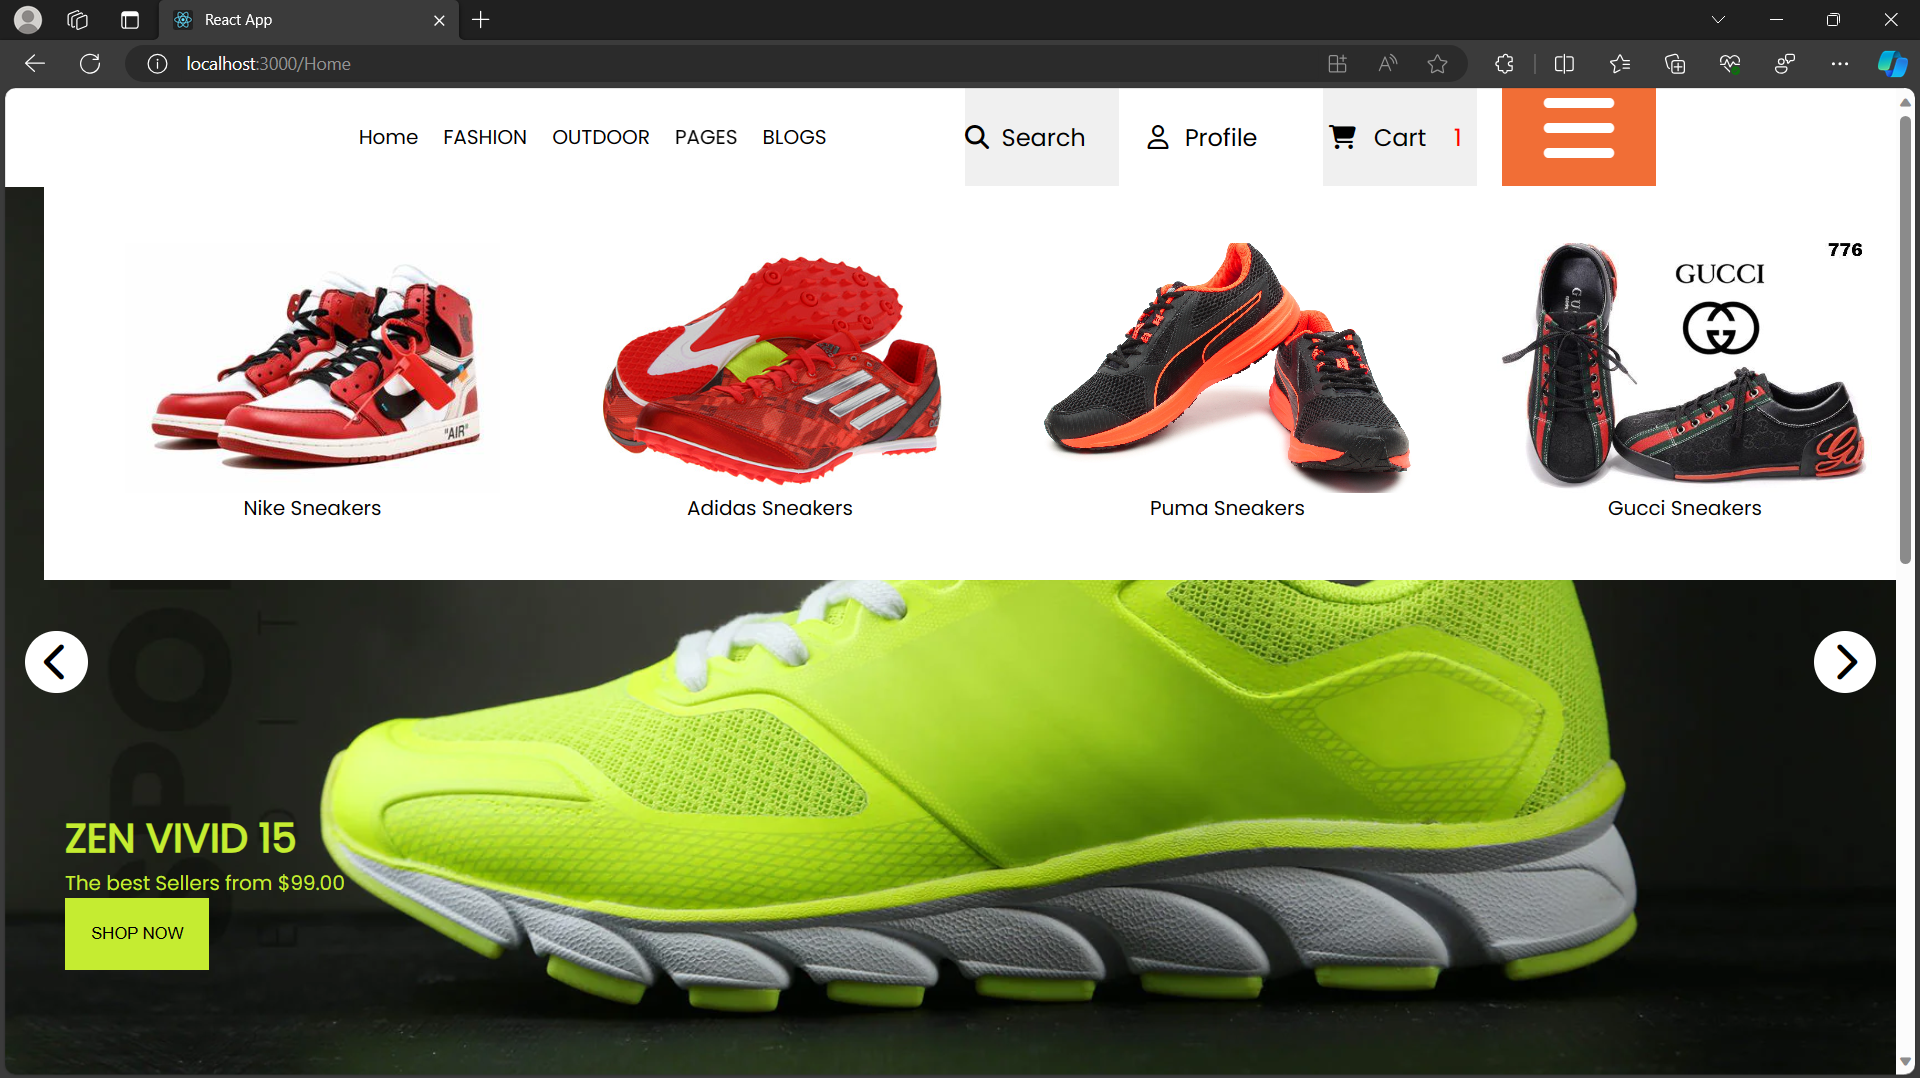 React App
localhost:3000/Home
Home FASHION OUTDOOR PAGES BLOGS Search Profile Cart 1
776
GUCCI
"AIR"
Nike Sneakers Adidas Sneakers Puma Sneakers Gucci Sneakers
ZEN VIVID 15
The best Sellers from $99.00
SHOP NOW